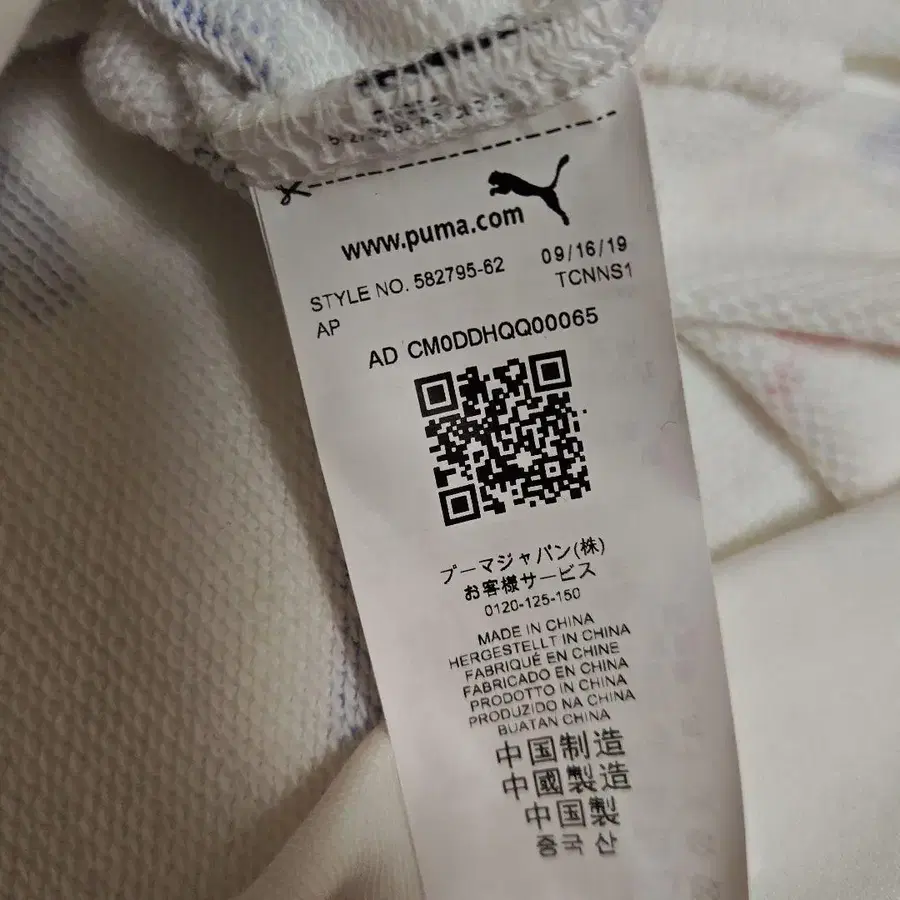 www.puma.com
STYLE NO. 582795-62 09/16/19
AP TCNNS1
AD CM0DDHQQ00065
プーマジャパン(株)
お客様サービス
0120-125-150
MADE IN CHINA
HERGESTELLT IN CHINA
FABRIQUÉ EN CHINE
FABRICADO EN CHINA
PRODOTTO IN CHINA
PRODUZIDO NA CHINA
BUATAN CHINA
中国制造
中國製造
中国製
중국 산